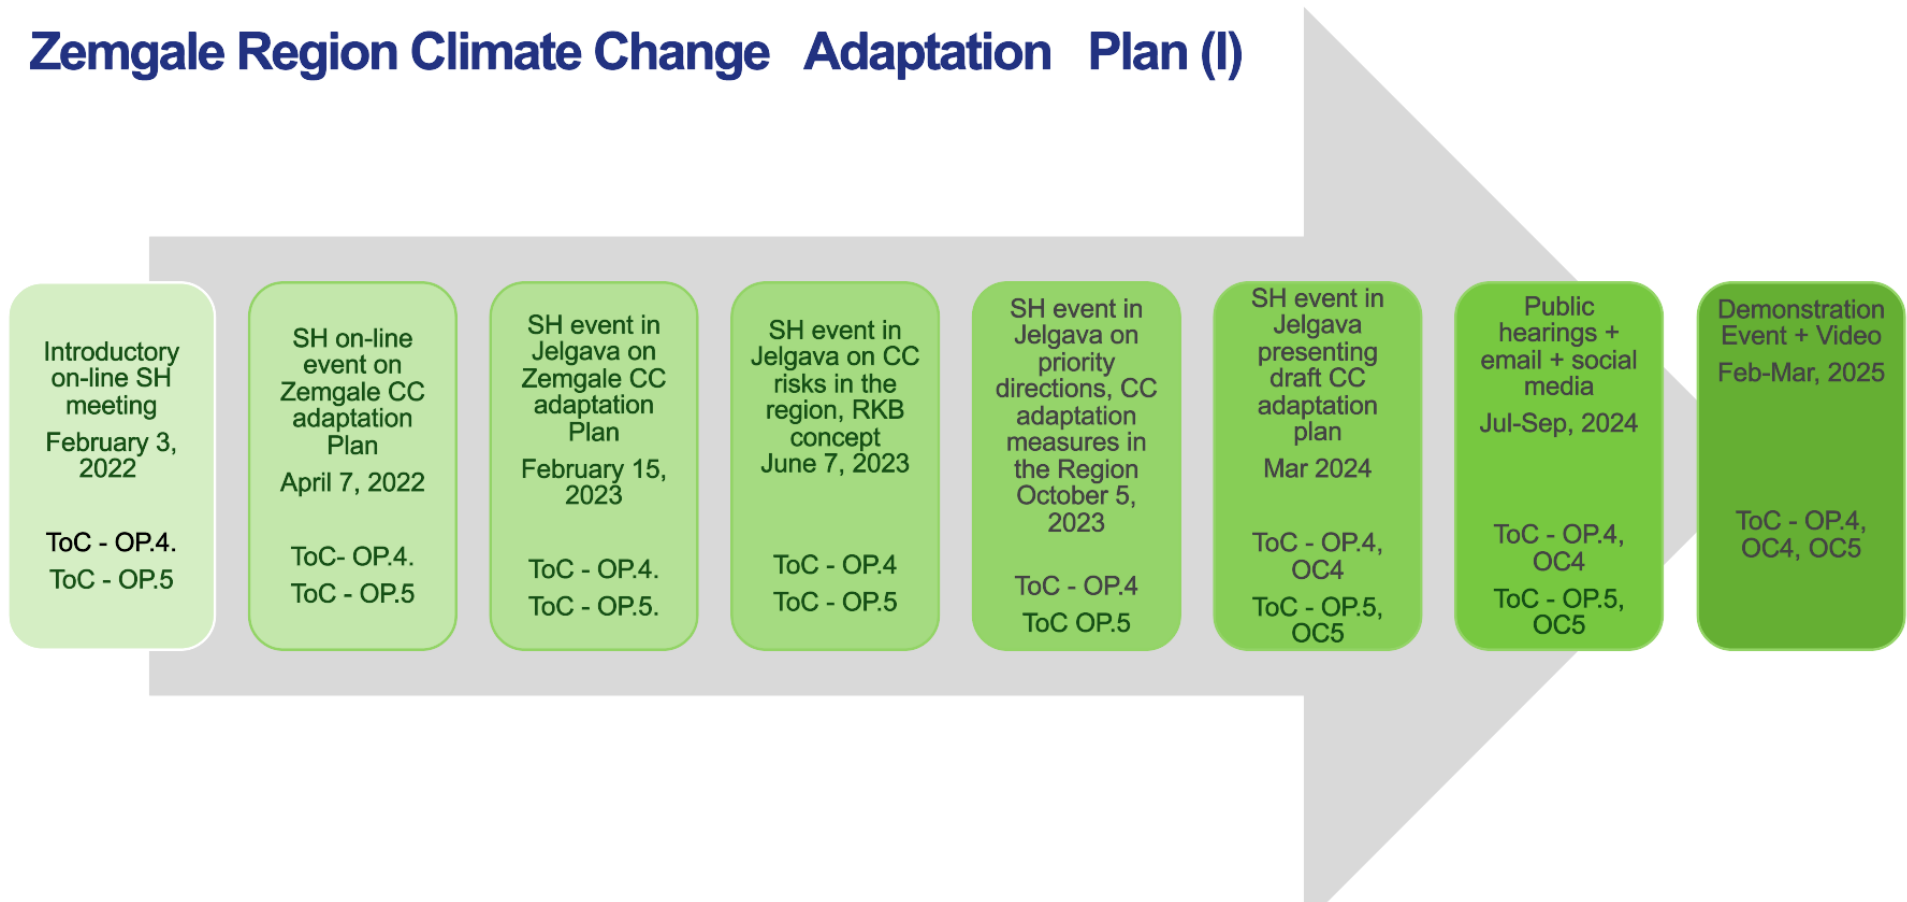 Zemgale Region Climate Change Adaptation Plan (I)
Introductory
on-line SH
meeting
February 3,
2022
ToC - OP.4.
ToC - OP.5
SH on-line
event on
Zemgale CC
adaptation
Plan
April 7, 2022
ToC- OP.4.
ToC - OP.5
SH event in
Jelgava on
Zemgale CC
adaptation
Plan
February 15,
2023
ToC - OP.4.
ToC - OP.5.
SH event in
Jelgava on CC
risks in the
region, RKB
concept
June 7, 2023
ToC - OP.4
ToC - OP.5
SH event in
Jelgava on
priority
directions, CC
adaptation
measures in
the Region
October 5,
2023
ToC - OP.4
ToC OP.5
SH event in
Jelgava
presenting
draft CC
adaptation
plan
Mar 2024
ToC - OP.4,
OC4
ToC - OP.5,
OC5
Public
hearings +
email + social
media
Jul-Sep, 2024
ToC - OP.4,
OC4
ToC - OP.5,
OC5
Demonstration
Event + Video
Feb-Mar, 2025
ToC - OP.4,
OC4, OC5